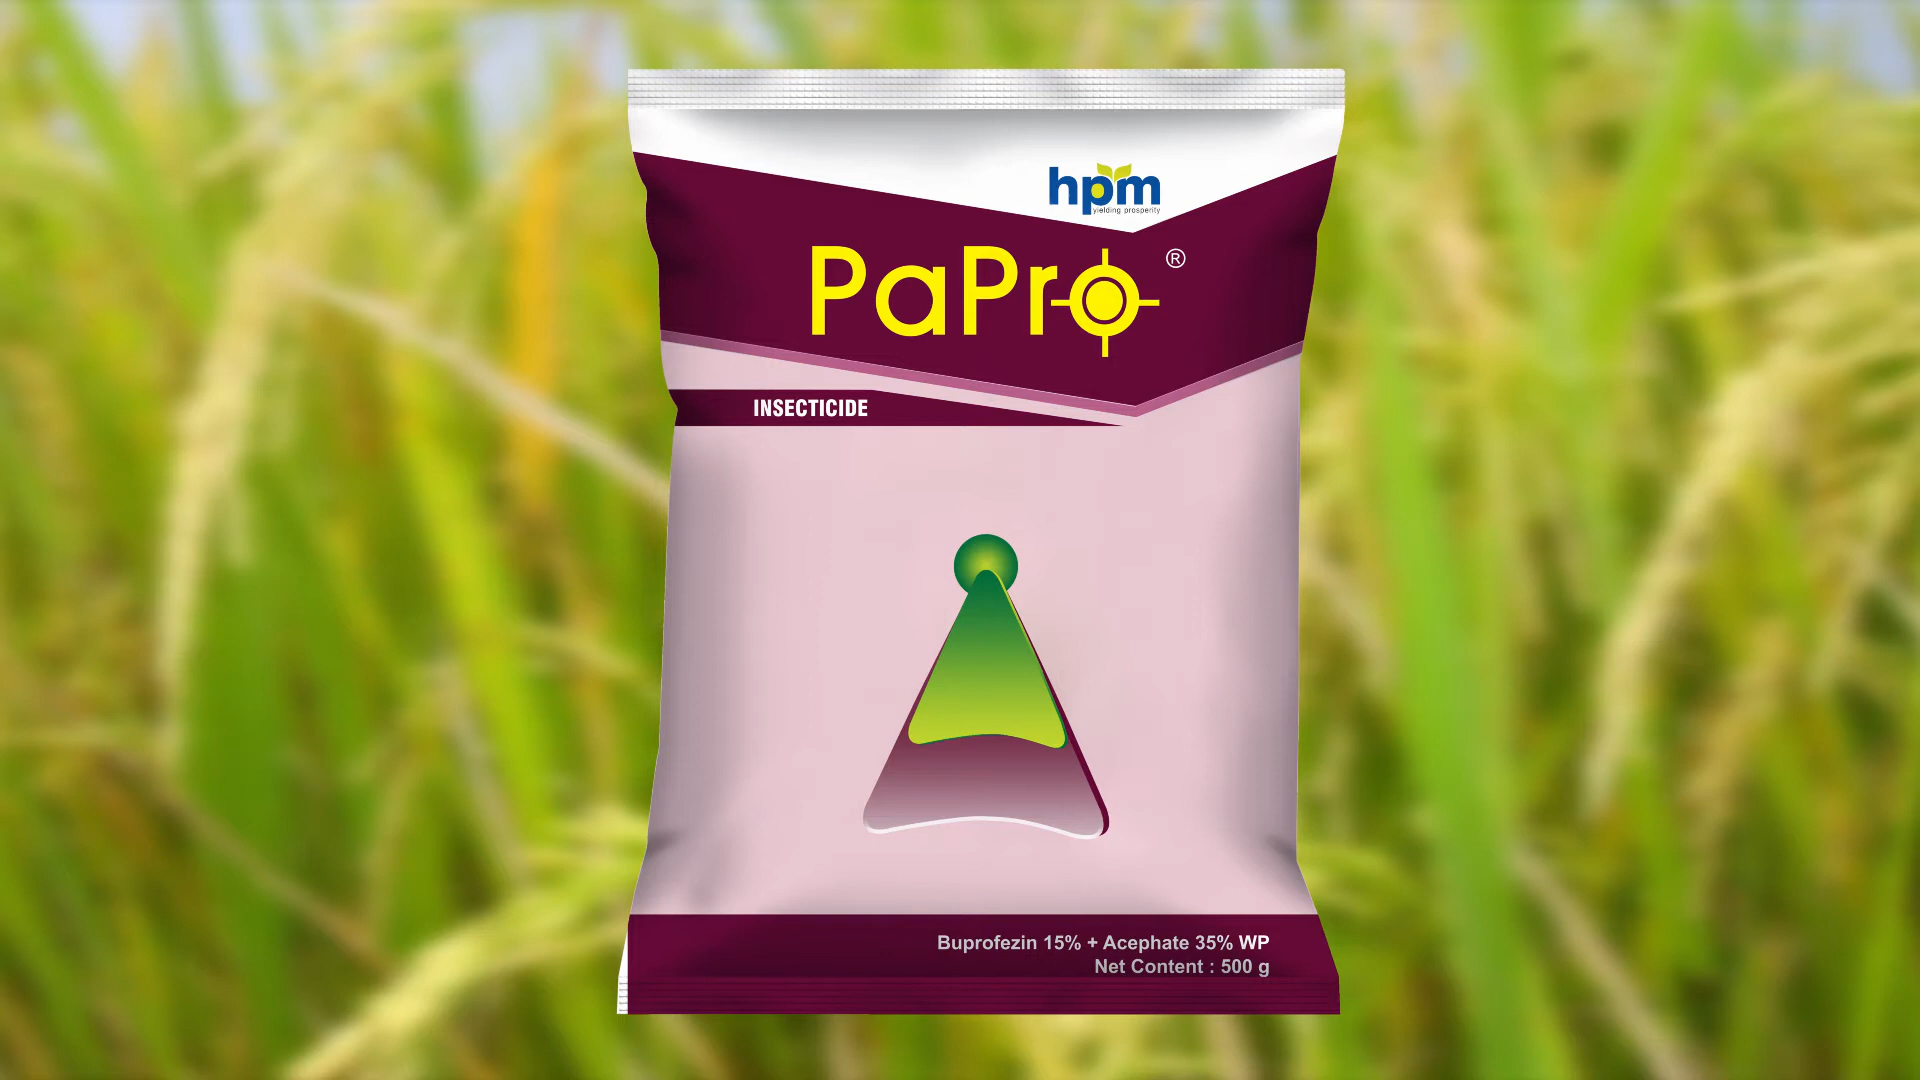 hpm
yielding prosperity
PaPro ®
INSECTICIDE
Buprofezin 15% + Acephate 35% WP
Net Content : 500 g